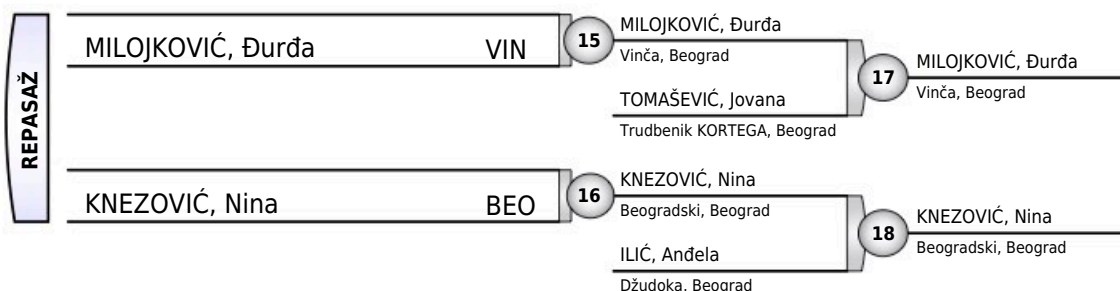 REPASAŽ
MILOJKOVIĆ, Đurđa VIN
15
MILOJKOVIĆ, Đurđa
Vinča, Beograd
TOMAŠEVIĆ, Jovana
Trudbenik KORTEGA, Beograd
17
MILOJKOVIĆ, Đurđa
Vinča, Beograd
KNEZOVIĆ, Nina BEO
16
KNEZOVIĆ, Nina
Beogradski, Beograd
ILIĆ, Anđela
Džudoka, Beograd
18
KNEZOVIĆ, Nina
Beogradski, Beograd